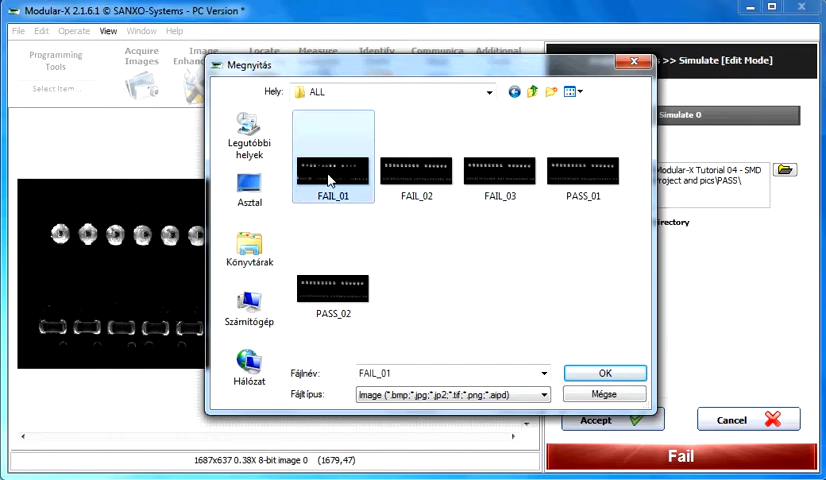 Modular-X 2.1.6.1 © SANXO-Systems - PC Version *
File Edit Operate View Window Help
Programming Tools
Select Item...
Acquire Images
Image
Enhan
Locate
Measure
Identify
Communica
Additional
>> Simulate [Edit Mode]
Simulate 0
Modular-X Tutorial 04 - SMD
Project and pics\PASS\
irectory
Megnyitás
Hely: ALL
Legutóbbi helyek
Asztal
Könyvtárak
Számítógép
Hálózat
FAIL_01
FAIL_02
FAIL_03
PASS_01
PASS_02
Fájlnév: FAIL_01
OK
Fájltípus: Image (*.bmp;*.jpg;*.jp2;*.tif;*.png;*.aipd)
Mégse
Accept
Cancel
Fail
1687x637 0.38X 8-bit image 0 (1679,47)